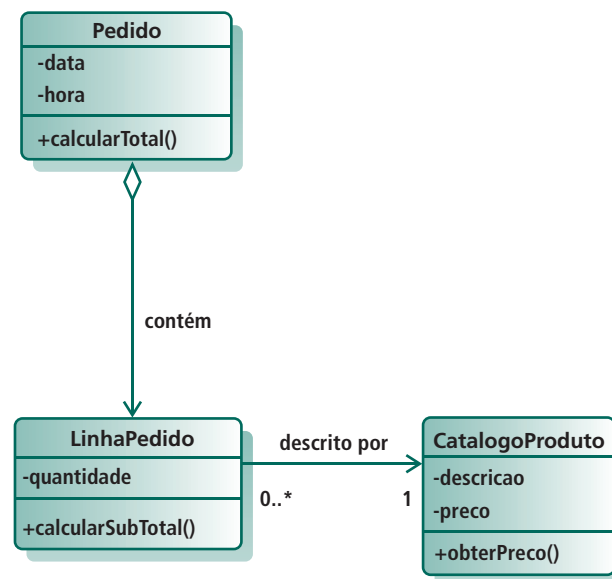 Pedido
-data
-hora
+calcularTotal()
contém
LinhaPedido
-quantidade
+calcularSubTotal()
descrito por
0..*
1
CatalogoProduto
-descricao
-preco
+obterPreco()